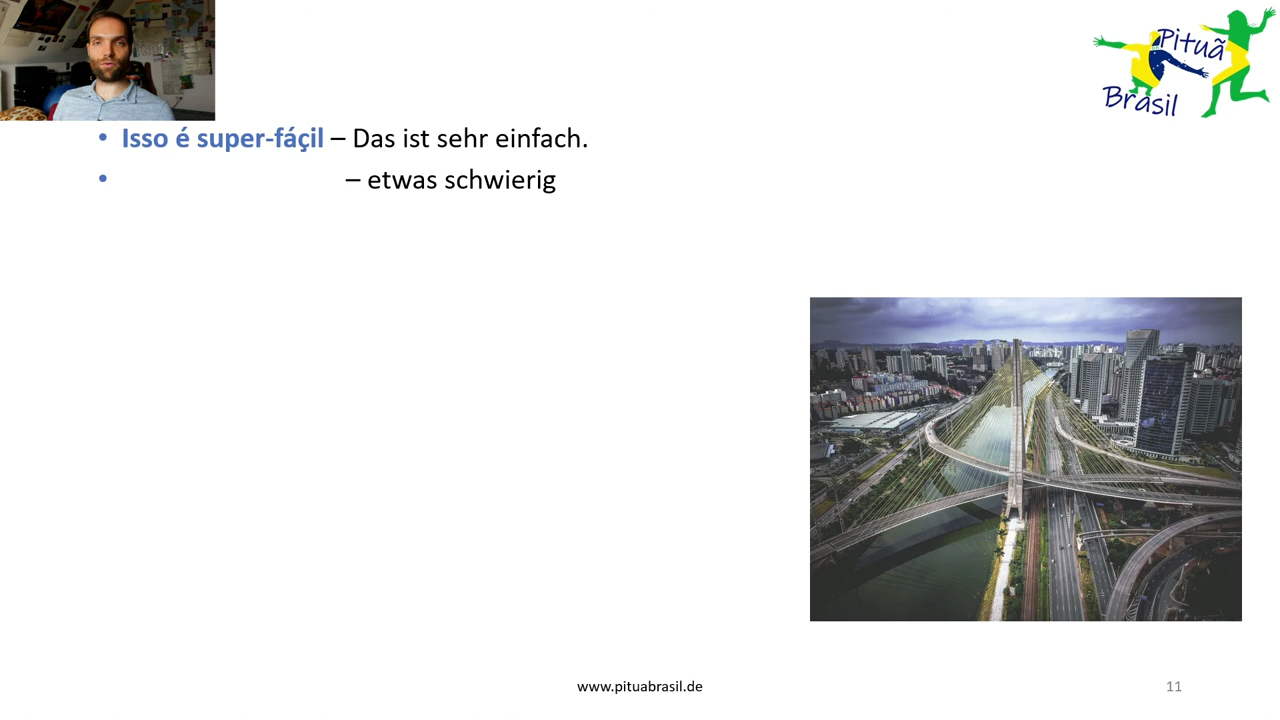 Pituã
Brasil
• Isso é super-fáçil – Das ist sehr einfach.
• – etwas schwierig
www.pituabrasil.de
11